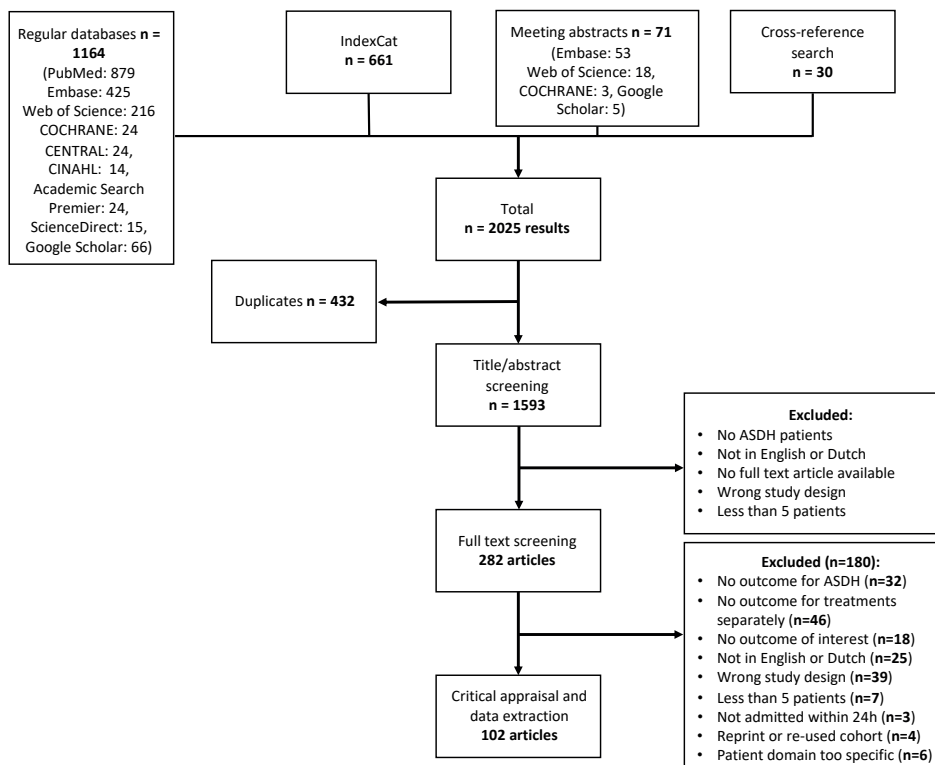 Regular databases n =
1164
(PubMed: 879
Embase: 425
Web of Science: 216
COCHRANE: 24
CENTRAL: 24,
CINAHL: 14,
Academic Search
Premier: 24,
ScienceDirect: 15,
Google Scholar: 66)
IndexCat
n = 661
Meeting abstracts n = 71
(Embase: 53
Web of Science: 18,
COCHRANE: 3, Google
Scholar: 5)
Cross-reference
search
n = 30
Total
n = 2025 results
Duplicates n = 432
Title/abstract
screening
n = 1593
Excluded:
• No ASDH patients
• Not in English or Dutch
• No full text article available
• Wrong study design
• Less than 5 patients
Full text screening
282 articles
Excluded (n=180):
• No outcome for ASDH (n=32)
• No outcome for treatments
separately (n=46)
• No outcome of interest (n=18)
• Not in English or Dutch (n=25)
• Wrong study design (n=39)
• Less than 5 patients (n=7)
• Not admitted within 24h (n=3)
• Reprint or re-used cohort (n=4)
• Patient domain too specific (n=6)
Critical appraisal and
data extraction
102 articles